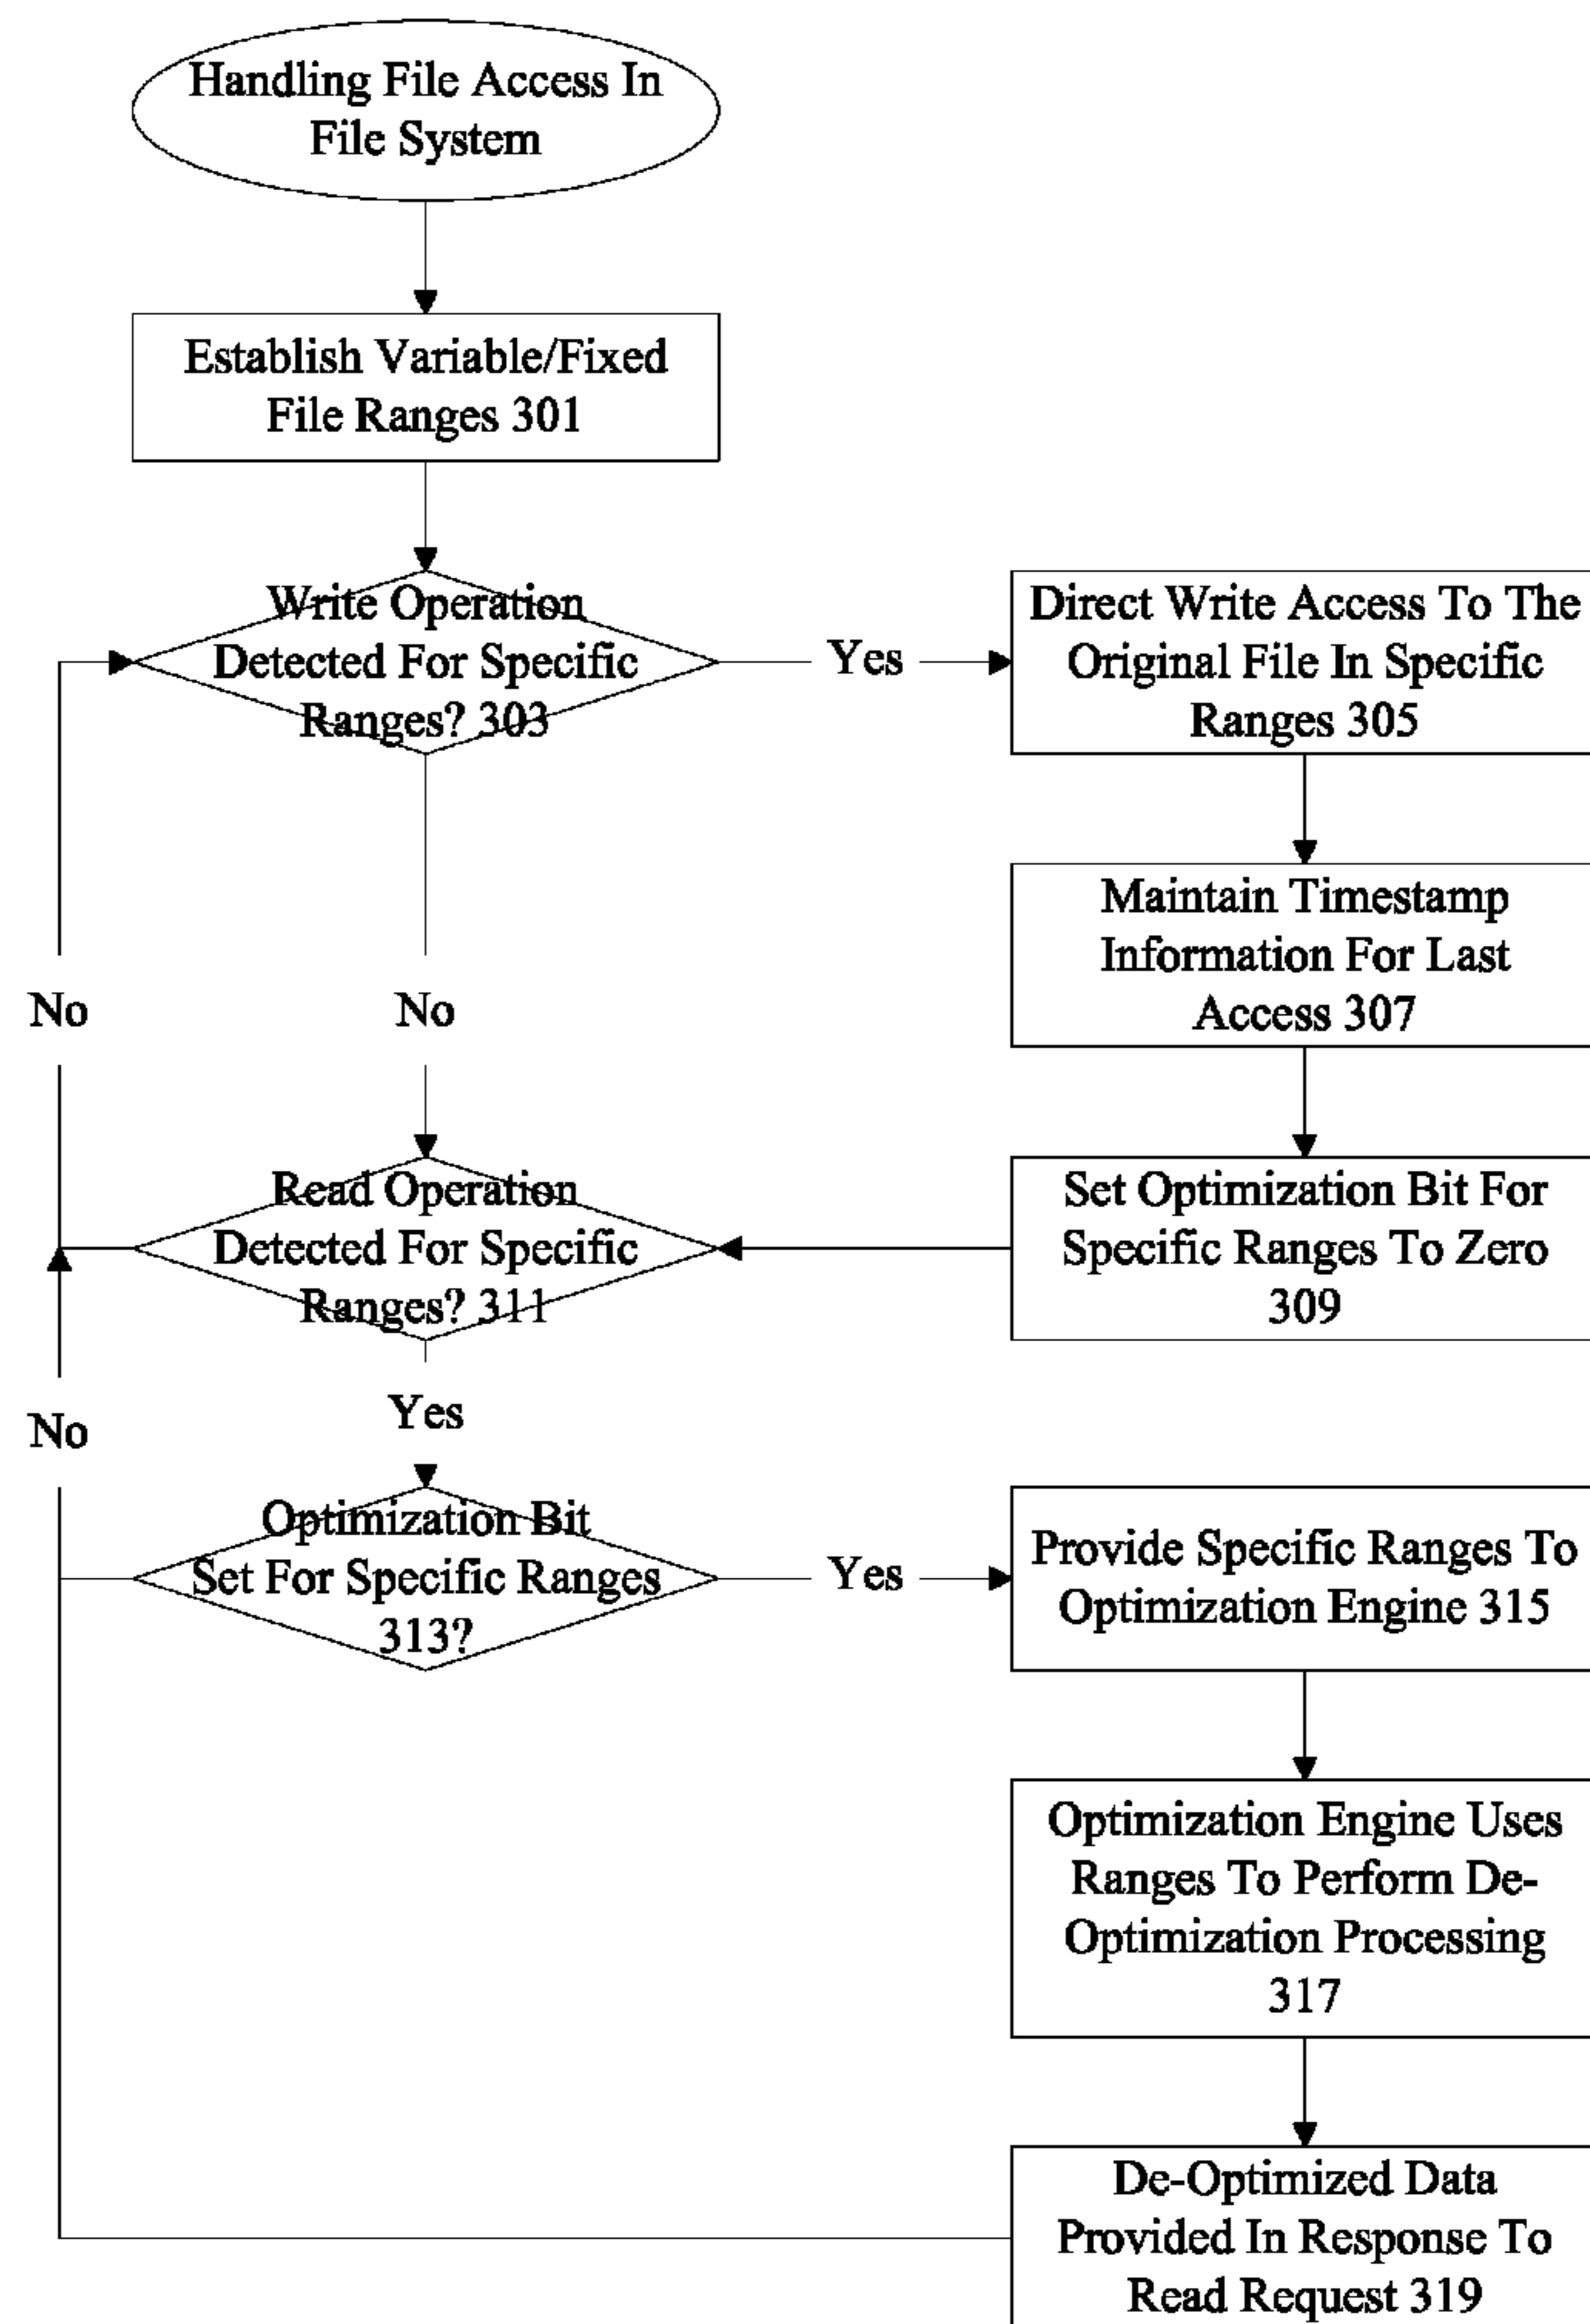 Handling File Access In
File System
Establish Variable/Fixed
File Ranges 301
Write Operation
Detected For Specific
Ranges? 303
Yes
Direct Write Access To The
Original File In Specific
Ranges 305
Maintain Timestamp
Information For Last
Access 307
No
No
Read Operation
Detected For Specific
Ranges? 311
Set Optimization Bit For
Specific Ranges To Zero
309
No
Yes
Optimization Bit
Set For Specific Ranges
313?
Yes
Provide Specific Ranges To
Optimization Engine 315
Optimization Engine Uses
Ranges To Perform De-
Optimization Processing
317
De-Optimized Data
Provided In Response To
Read Request 319